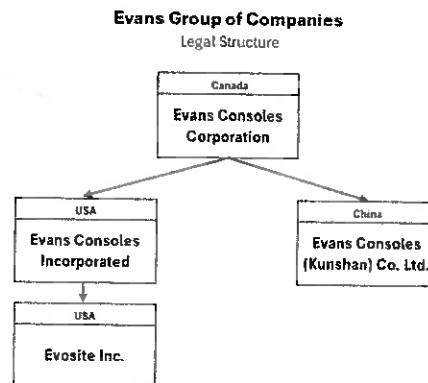 Evans Group of Companies
Legal Structure
Canada
Evans Consoles
Corporation
USA
Evans Consoles
Incorporated
China
Evans Consoles
(Kunshan) Co. Ltd.
USA
Evosite Inc.